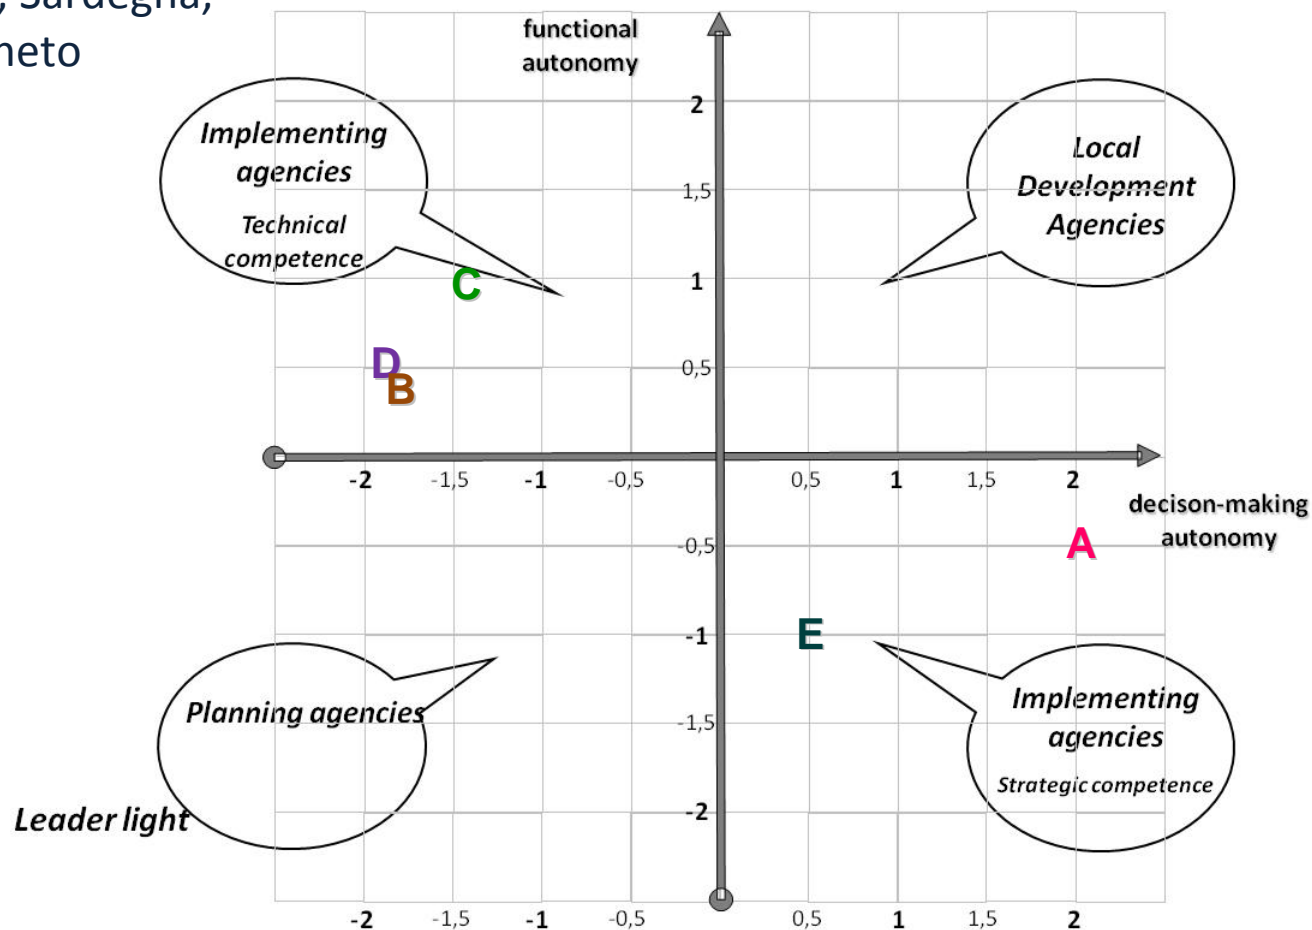 Sardegna,
functional
autonomy
Implementing
agencies
Technical
competence
Local
Development
Agencies
2
1,5
1
0,5
C
D
B
-2
-1,5
-1
-0,5
0,5
1
1,5
2
decison-making
autonomy
A
E
-0,5
-1
-1,5
-2
Planning agencies
Leader light
Implementing
agencies
Strategic competence
-2
-1,5
-1
-0,5
0,5
1
1,5
2